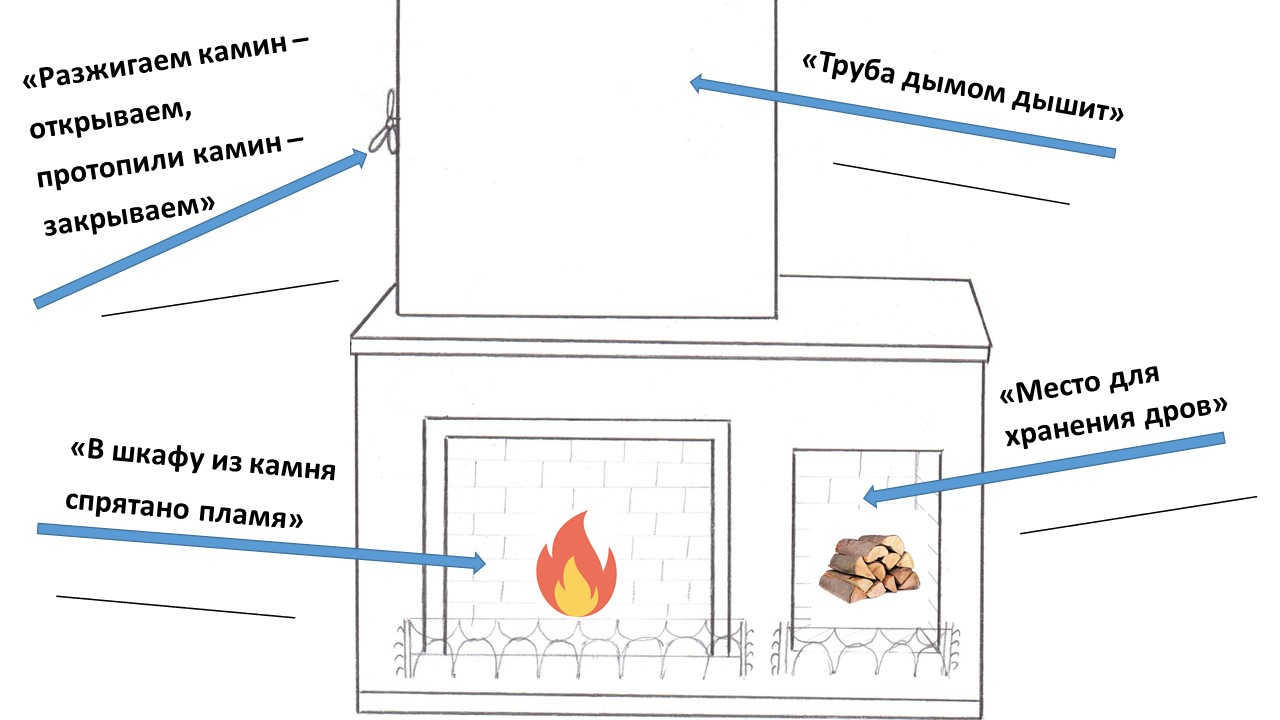 «Разжигаем камин –
открываем,
протопили камин –
закрываем»
«Труба дымом дышит»
«Место для
хранения дров»
«В шкафу из камня
спрятано пламя»